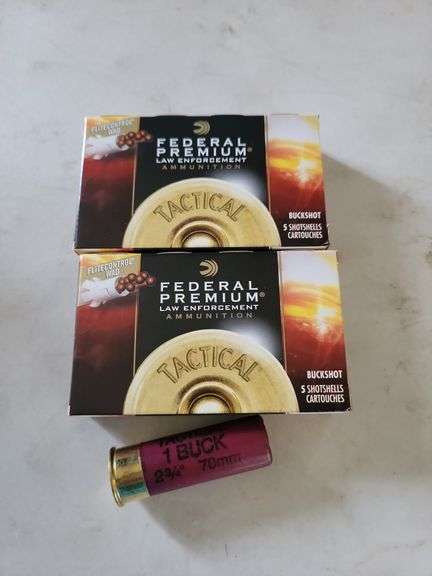 FLITECONTROL®
WAD
FEDERAL
PREMIUM®
LAW ENFORCEMENT
AMMUNITION
TACTICAL
BUCKSHOT
5 SHOTSHELLS
CARTOUCHES
FLITECONTROL®
WAD
FEDERAL
PREMIUM®
LAW ENFORCEMENT
AMMUNITION
TACTICAL
BUCKSHOT
5 SHOTSHELLS
CARTOUCHES
1 BUCK
2¾" 70mm